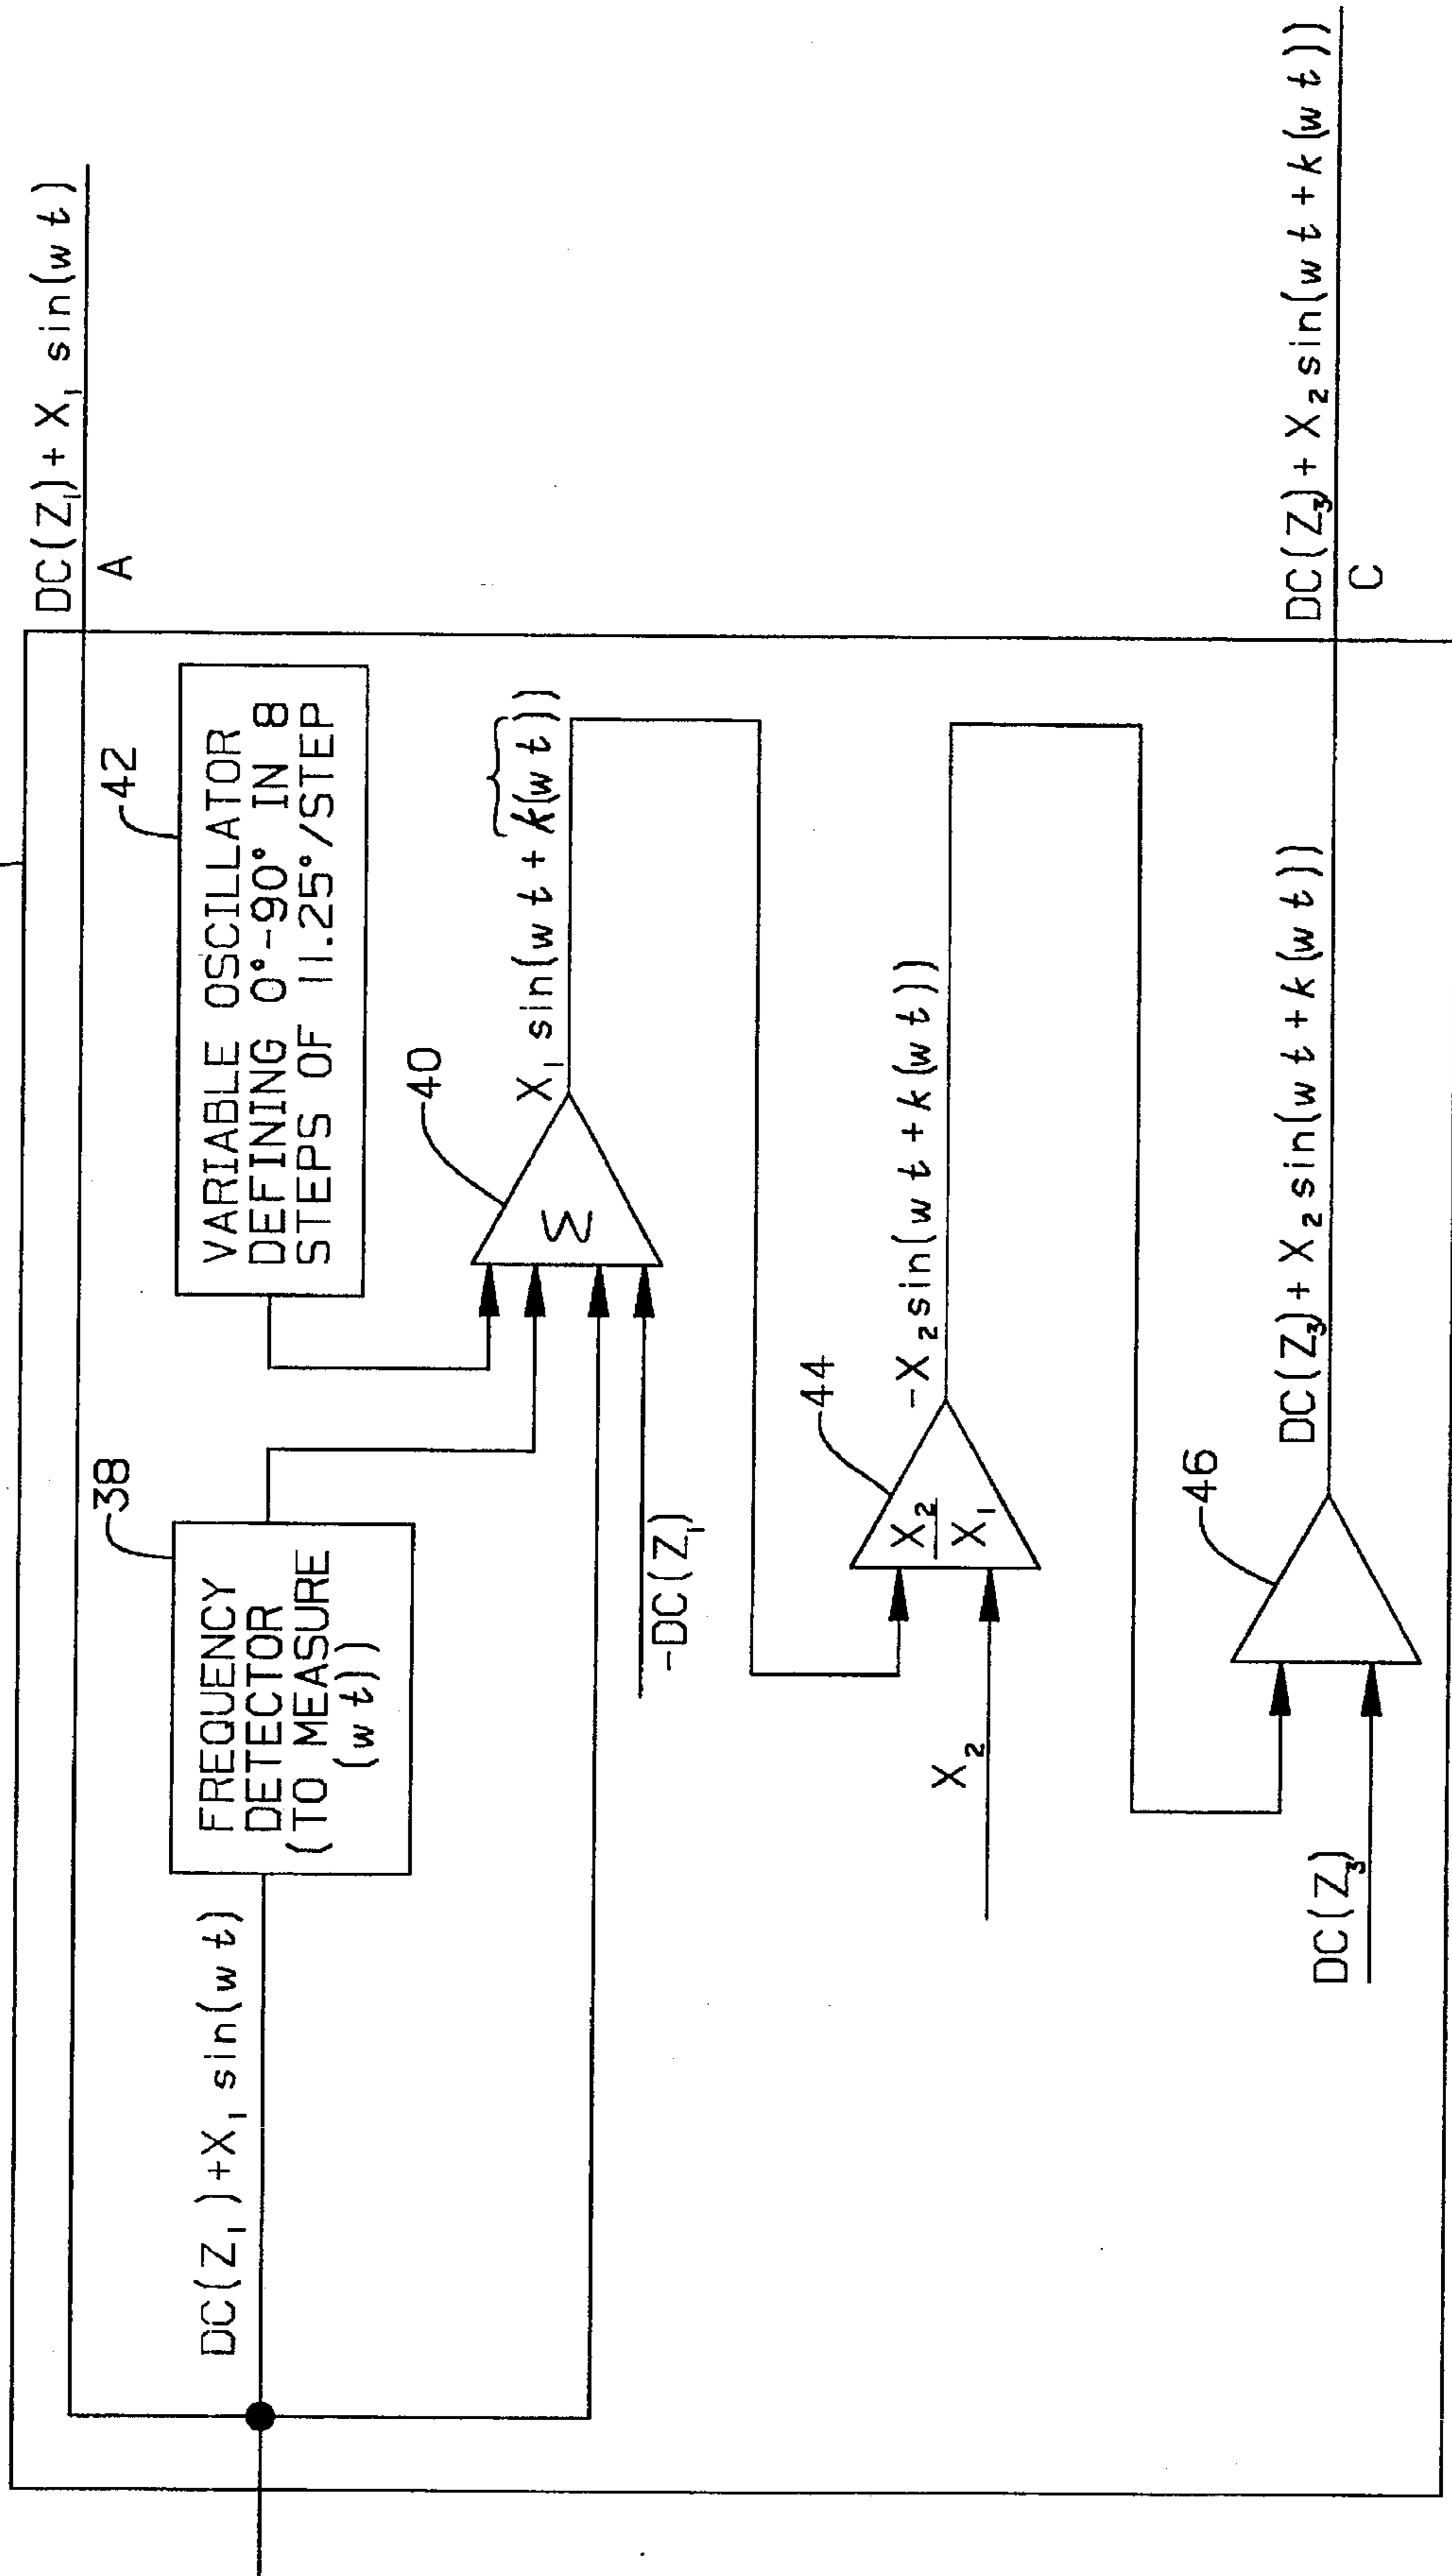 DC(Z₁)+ X₁ sin(w t)
A
42
VARIABLE OSCILLATOR
DEFINING 0°-90° IN 8
STEPS OF 11.25°/STEP
38
FREQUENCY
DETECTOR
(TO MEASURE
(w t))
DC(Z₁)+X₁ sin(w t)
40
Σ
X₁ sin(w t + k(w t))
-DC(Z₁)
44
X₂
X₁
-X₂ sin(w t + k(w t))
X₂
46
DC(Z₃)+ X₂ sin(w t + k(w t))
DC(Z₃)
DC(Z₃)+ X₂ sin(w t + k(w t))
C